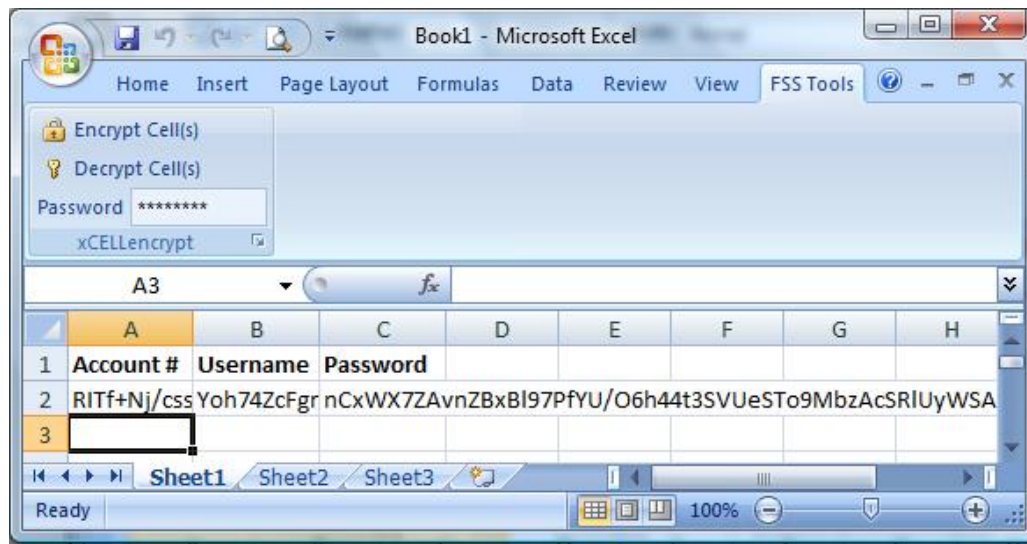 Book1 - Microsoft Excel
Home Insert Page Layout Formulas Data Review View FSS Tools
Encrypt Cell(s)
Decrypt Cell(s)
Password ********
xCELLencrypt
A3 fx
A B C D E F G H
1 Account # Username Password
2 RITf+Nj/css Yoh74ZcFgr nCxWX7ZAvnZBxBl97PfYU/O6h44t3SVUeSTo9MbzAcSRlUyWSA
3
Sheet1 Sheet2 Sheet3
Ready 100%